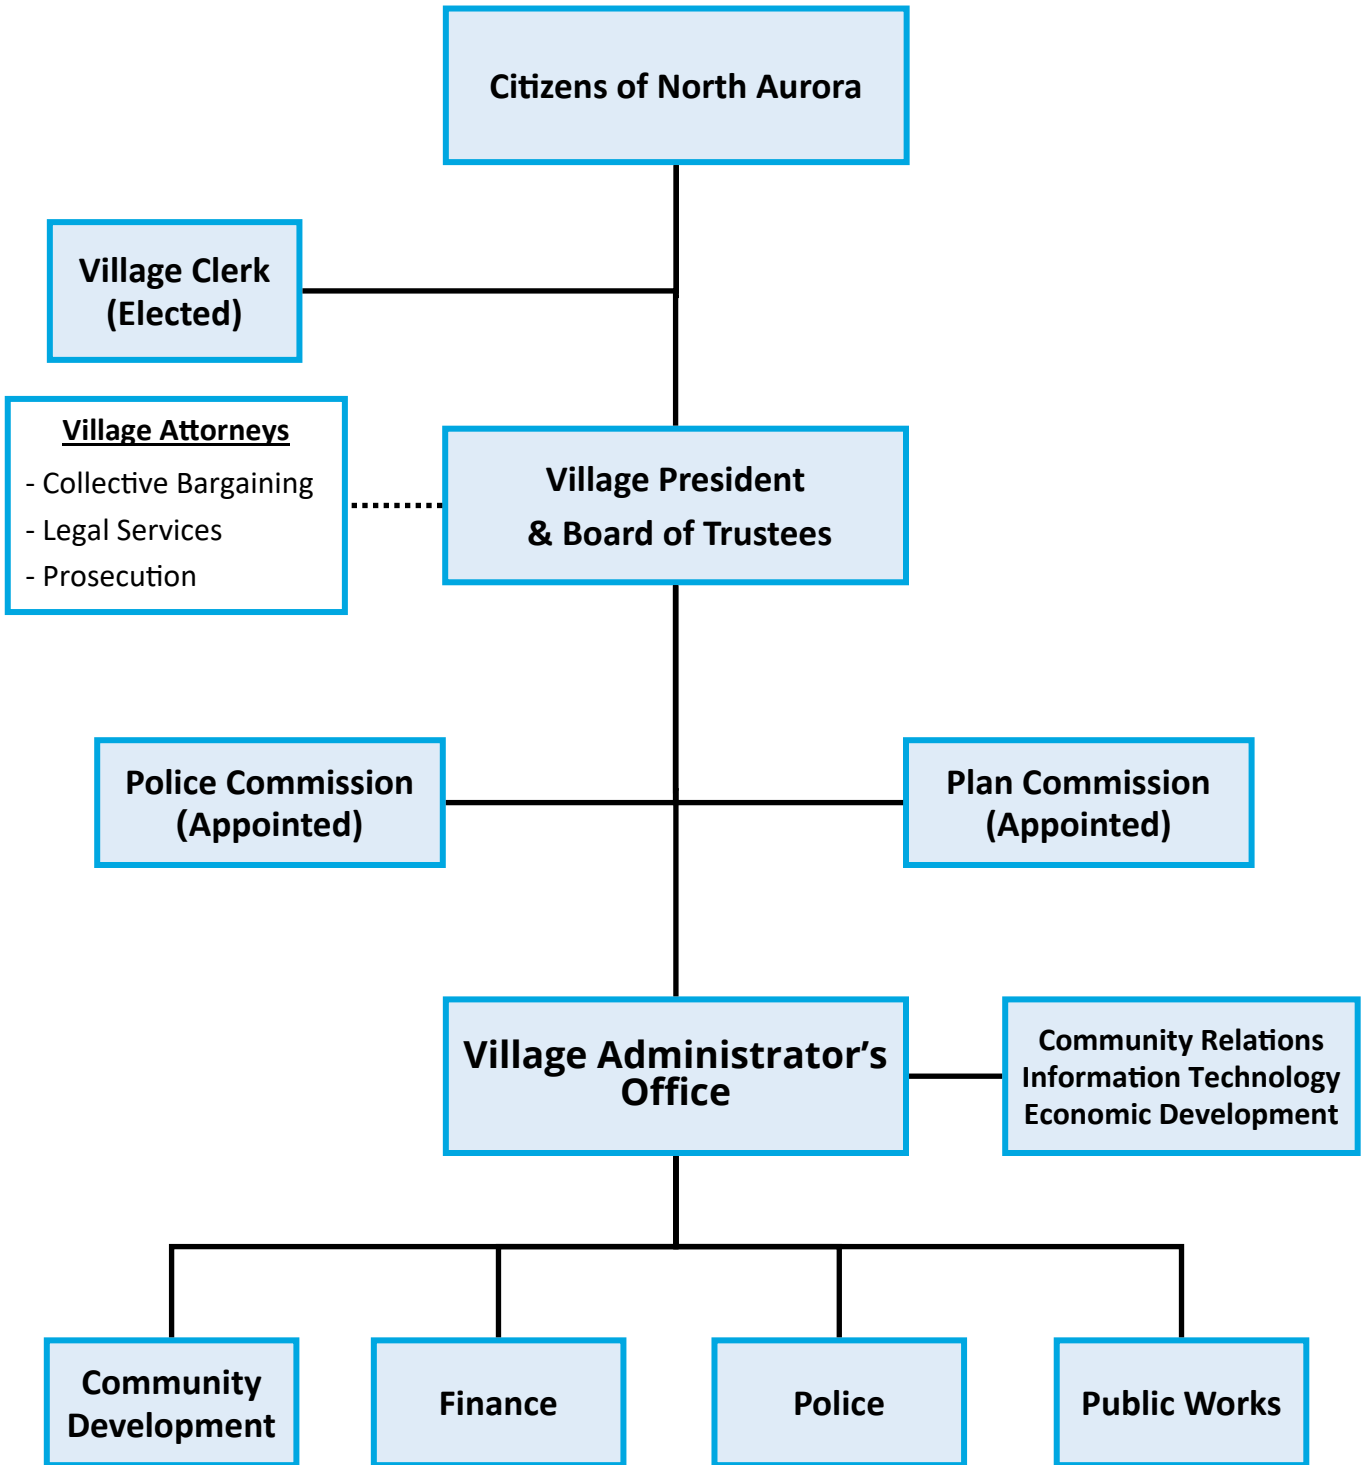 Citizens of North Aurora
Village Clerk
(Elected)
Village Attorneys
- Collective Bargaining
- Legal Services
- Prosecution
Village President
& Board of Trustees
Police Commission
(Appointed)
Plan Commission
(Appointed)
Village Administrator’s
Office
Community Relations
Information Technology
Economic Development
Community
Development
Finance
Police
Public Works